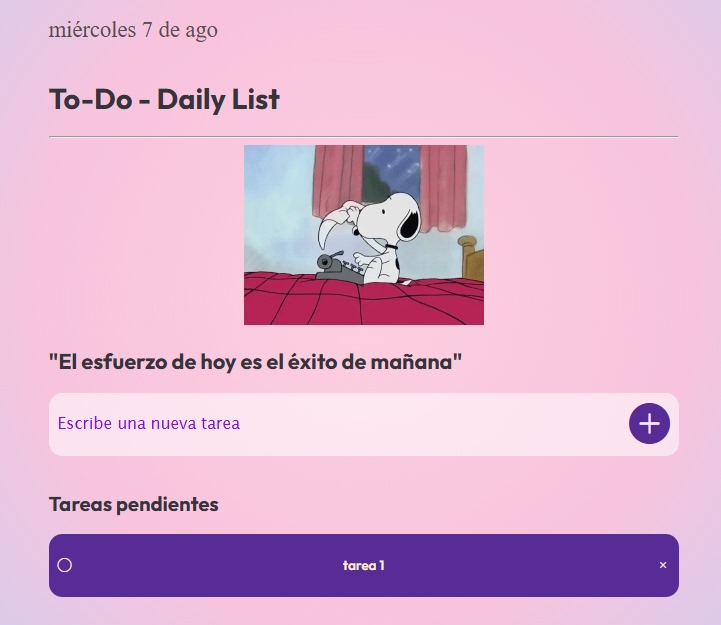 miércoles 7 de ago
To-Do - Daily List
"El esfuerzo de hoy es el éxito de mañana"
Escribe una nueva tarea
Tareas pendientes
tarea 1 ×